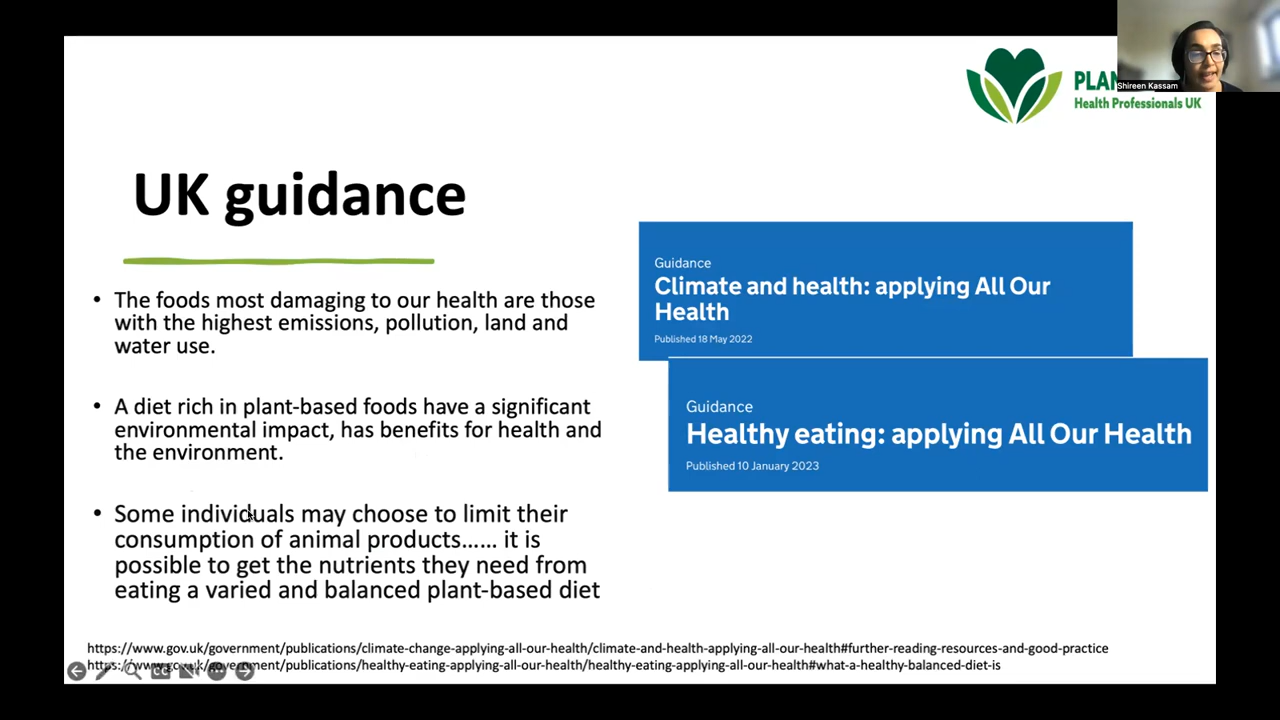 PLAN
Health Professionals UK
Shireen Kassam
UK guidance
• The foods most damaging to our health are those
with the highest emissions, pollution, land and
water use.
• A diet rich in plant-based foods have a significant
environmental impact, has benefits for health and
the environment.
• Some individuals may choose to limit their
consumption of animal products...... it is
possible to get the nutrients they need from
eating a varied and balanced plant-based diet
Guidance
Climate and health: applying All Our
Health
Published 18 May 2022
Guidance
Healthy eating: applying All Our Health
Published 10 January 2023
https://www.gov.uk/government/publications/climate-change-applying-all-our-health/climate-and-health-applying-all-our-health#further-reading-resources-and-good-practice
https://www.gov.uk/government/publications/healthy-eating-applying-all-our-health/healthy-eating-applying-all-our-health#what-a-healthy-balanced-diet-is
CC